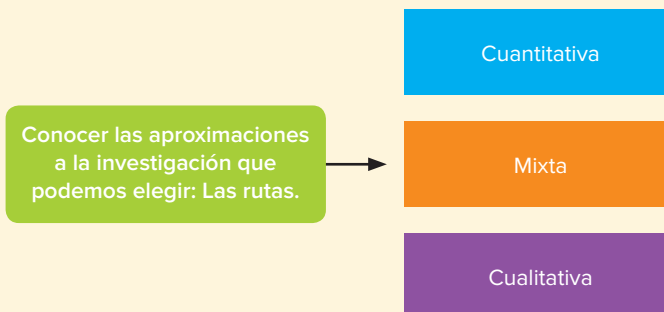 Conocer las aproximaciones
a la investigación que
podemos elegir: Las rutas.
Cuantitativa
Mixta
Cualitativa